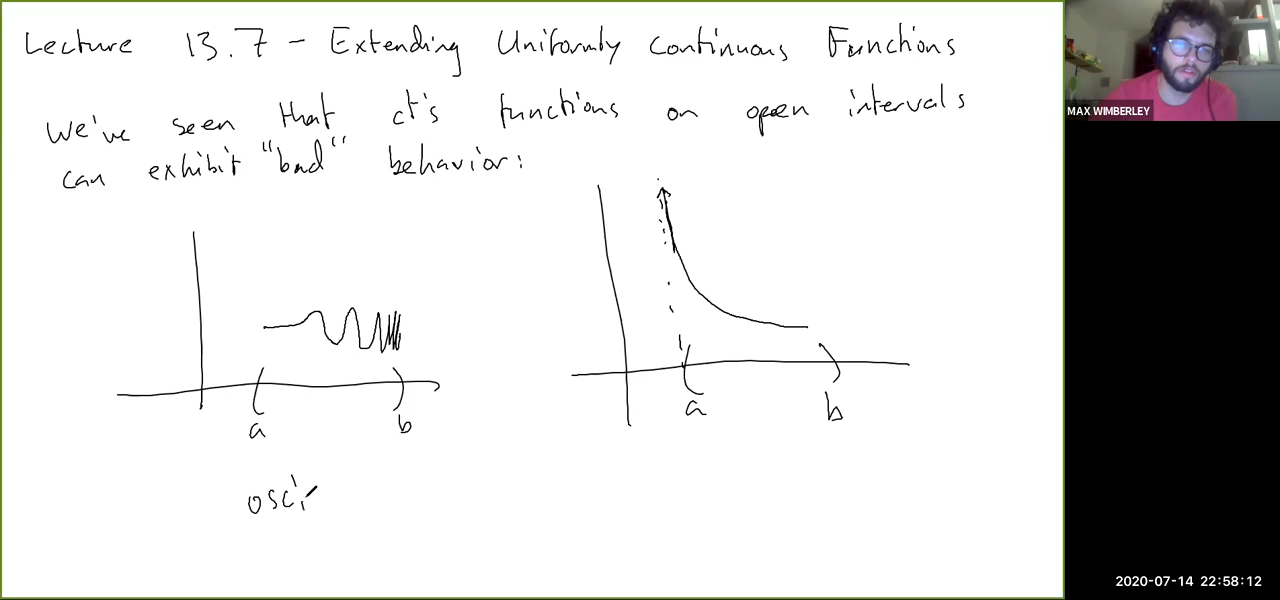 Lecture 13.7 - Extending Uniformly Continuous Functions
We've seen that ct's functions on open intervals
can exhibit "bad" behavior:
MAX WIMBERLEY
a
b
a
b
osci
2020-07-14 22:58:12